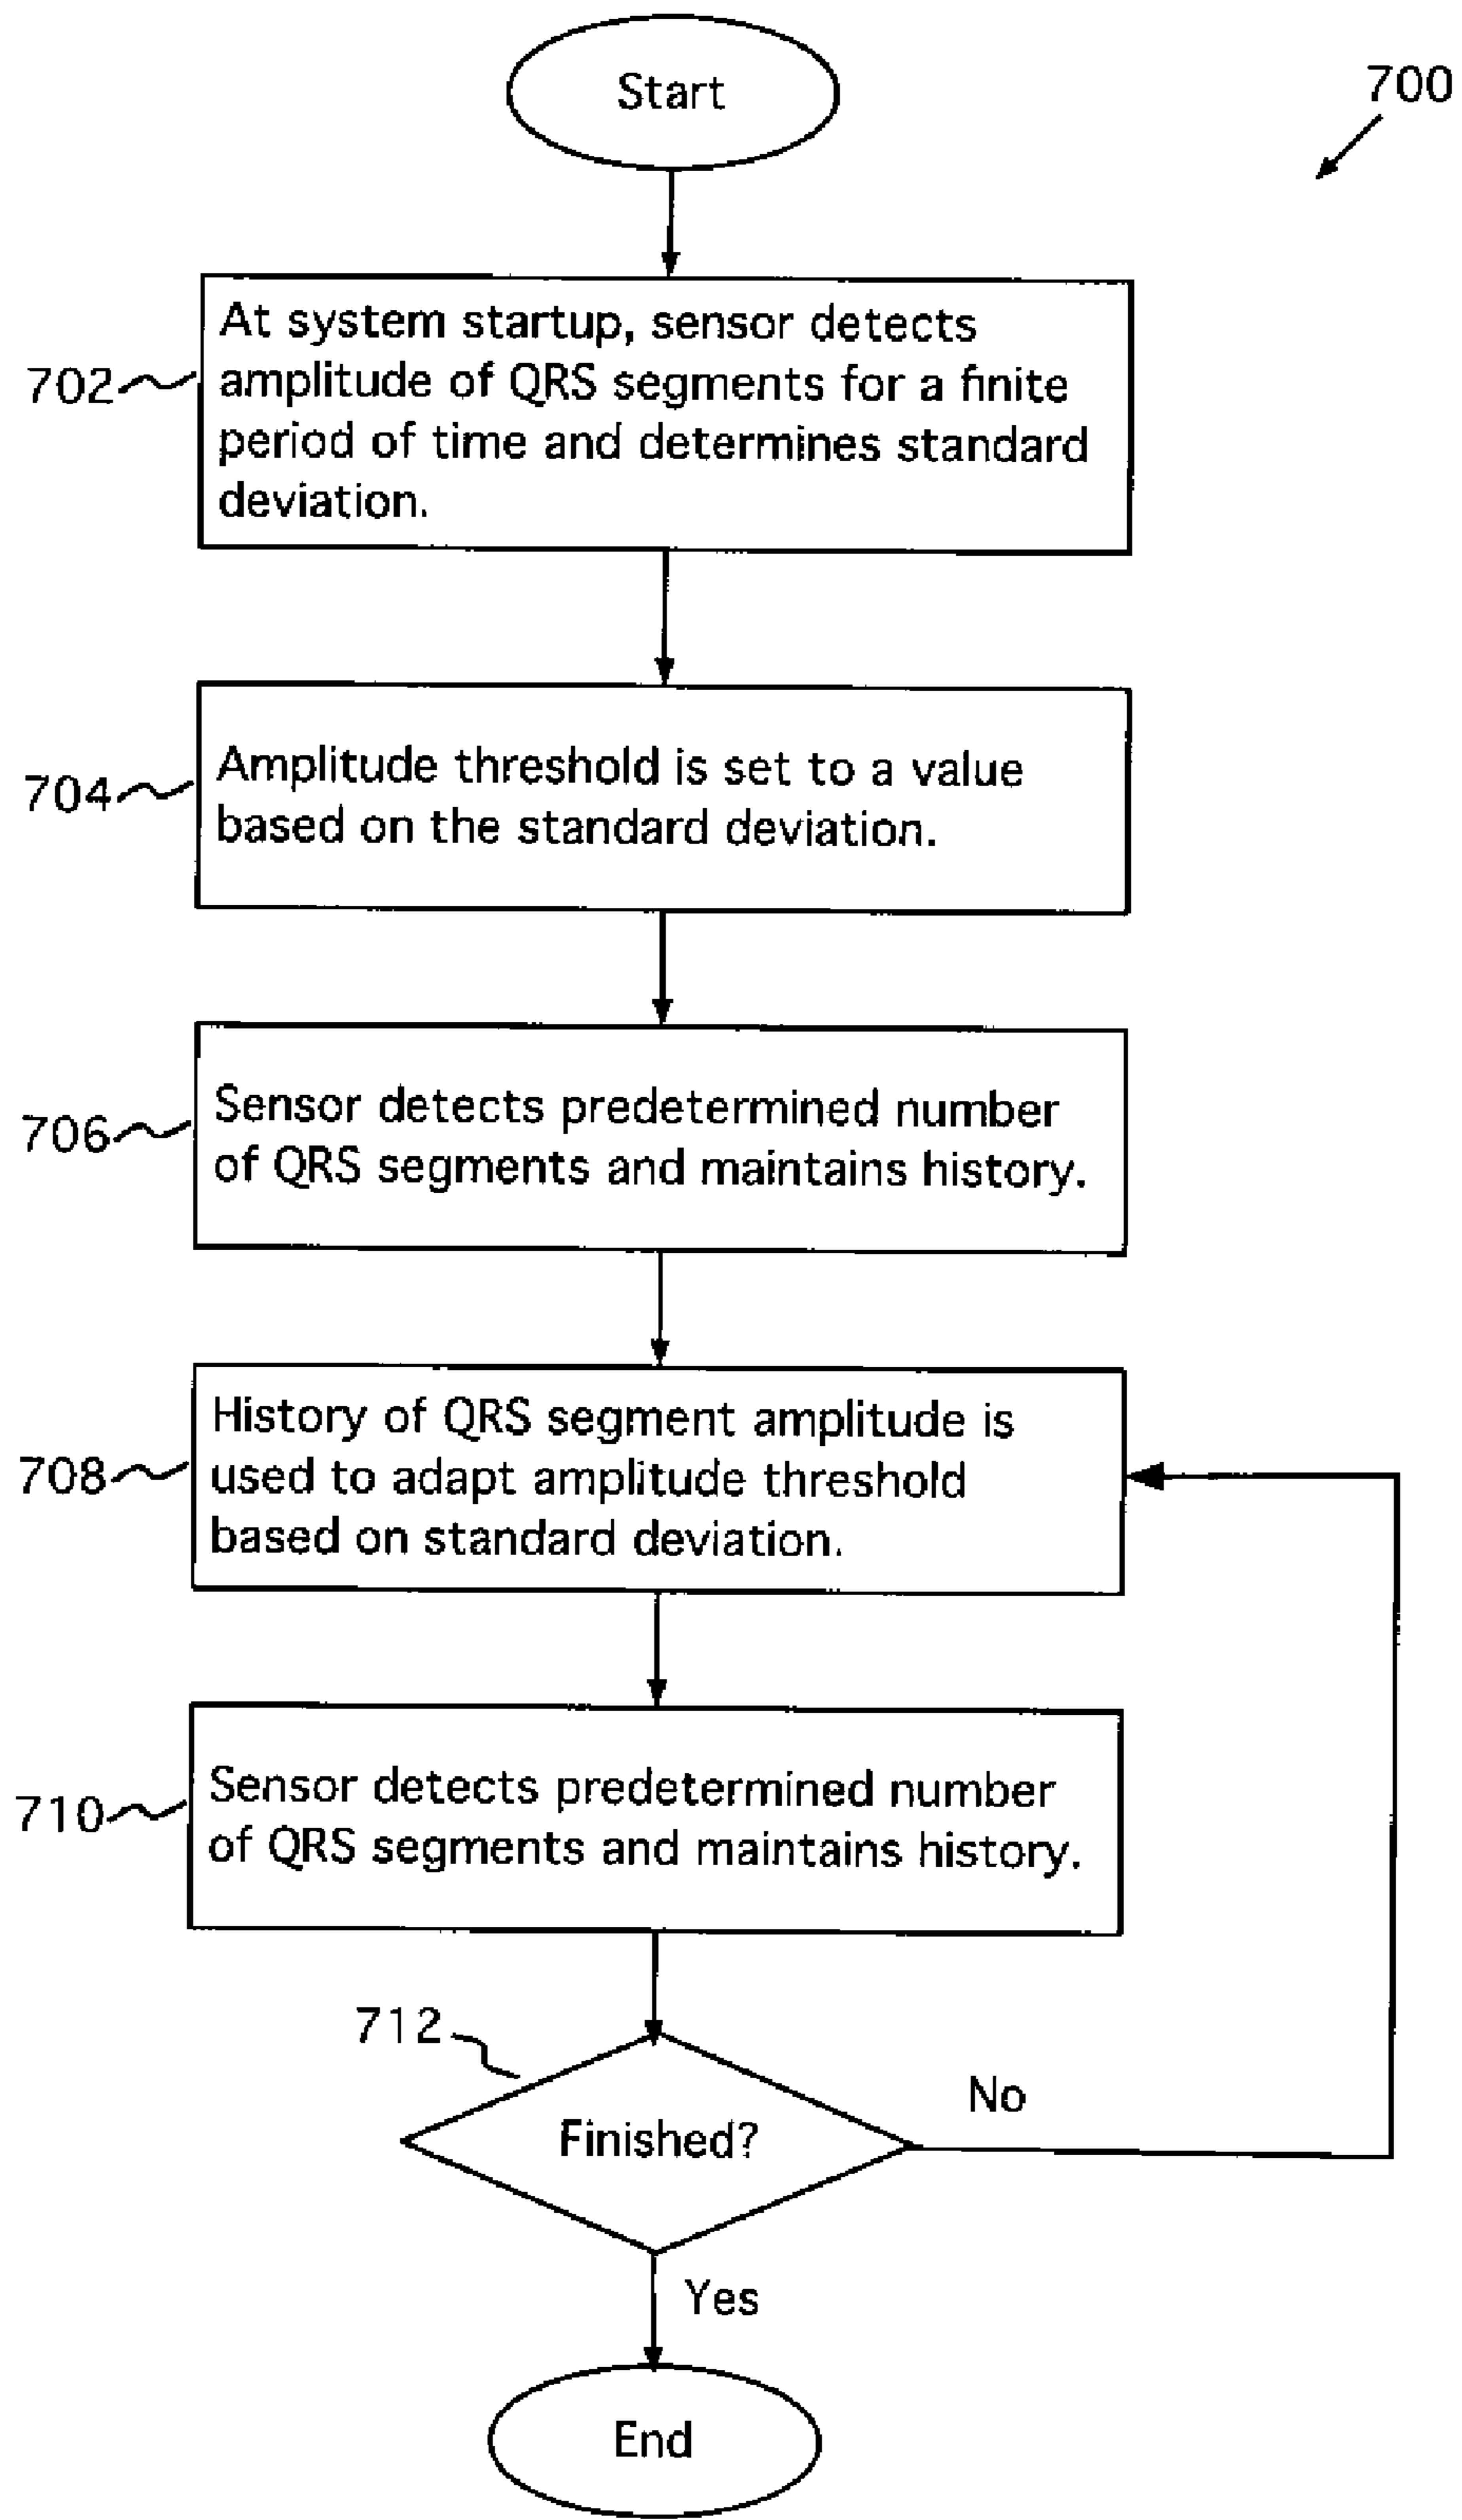 Start
700
702
At system startup, sensor detects
amplitude of QRS segments for a finite
period of time and determines standard
deviation.
704
Amplitude threshold is set to a value
based on the standard deviation.
706
Sensor detects predetermined number
of QRS segments and maintains history.
708
History of QRS segment amplitude is
used to adapt amplitude threshold
based on standard deviation.
710
Sensor detects predetermined number
of QRS segments and maintains history.
712
Finished?
No
Yes
End